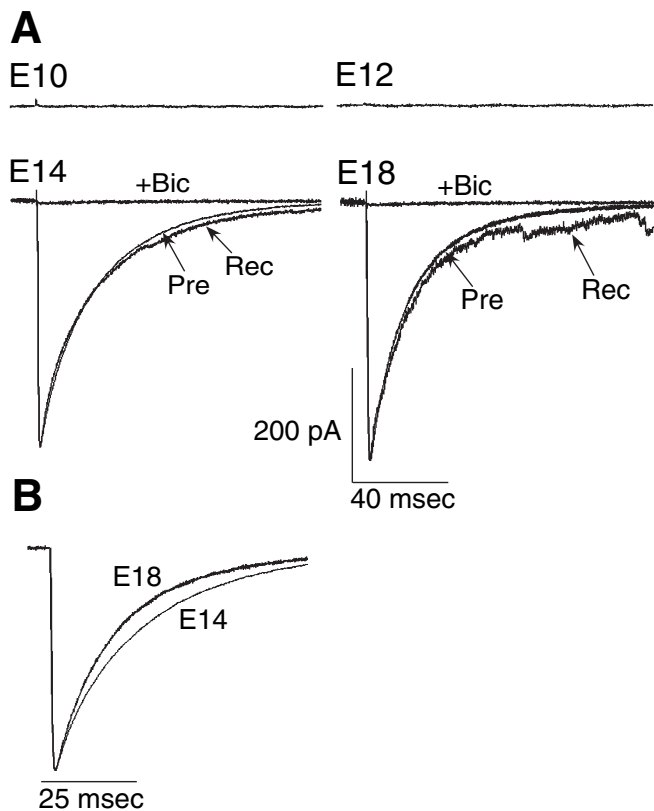 A
E10
E12
E14
+Bic
Pre
Rec
E18
+Bic
Pre
Rec
200 pA
40 msec
B
E18
E14
25 msec